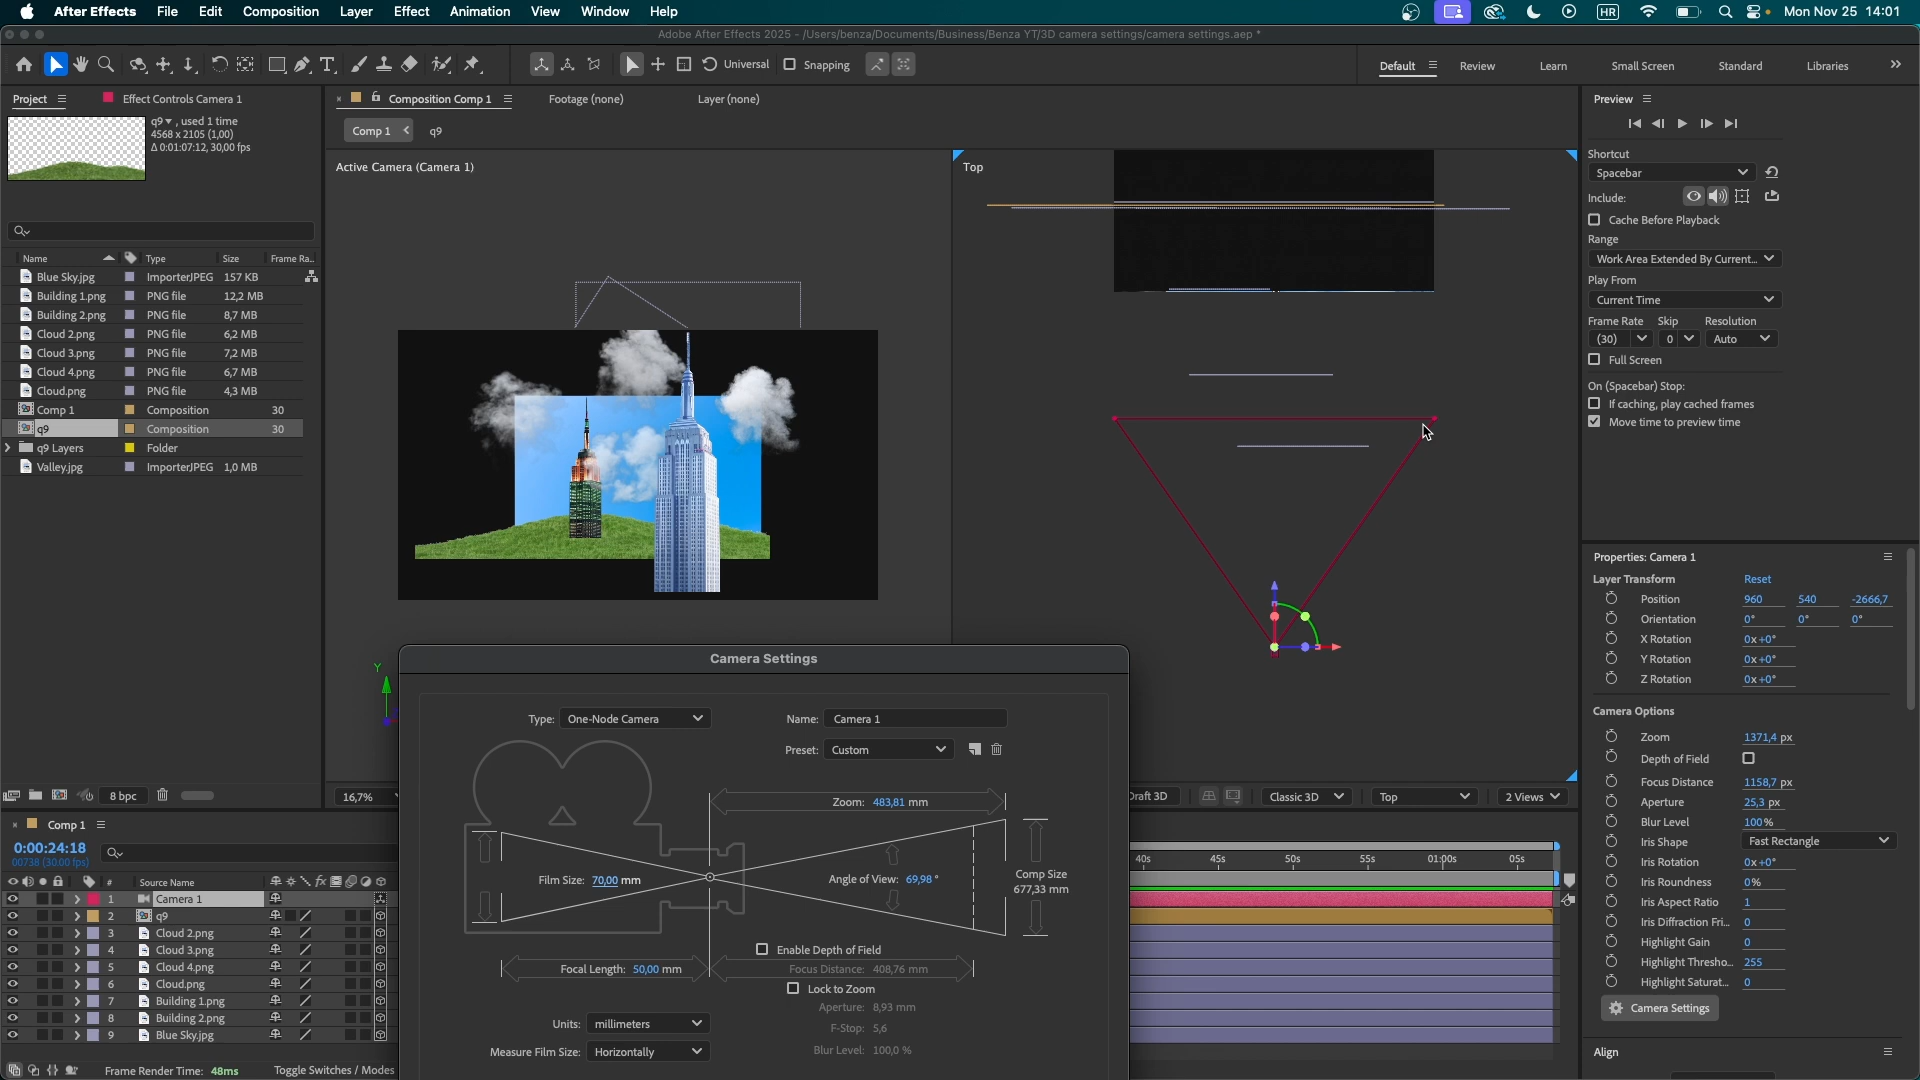 After Effects File Edit Composition Layer Effect Animation View Window Help HR Mon Nov 25 14:01
Adobe After Effects 2025 - /Users/benza/Documents/Business/Benza YT/3D camera settings/camera settings.aep *
Universal Snapping Default Review Learn Small Screen Standard Libraries
Project Effect Controls Camera 1 Composition Comp 1 Footage (none) Layer (none) Preview
q9 , used 1 time
4568 x 2105 (1,00)
Δ 0:01:07:12, 30,00 fps
Comp 1 q9
Active Camera (Camera 1) Top
Shortcut
Spacebar
Include:
Cache Before Playback
Range
Work Area Extended By Current...
Play From
Current Time
Frame Rate Skip Resolution
(30) 0 Auto
Full Screen
On (Spacebar) Stop:
If caching, play cached frames
Move time to preview time
Name Type Size Frame Ra..
Blue Sky.jpg ImporterJPEG 157 KB
Building 1.png PNG file 12,2 MB
Building 2.png PNG file 8,7 MB
Cloud 2.png PNG file 6,2 MB
Cloud 3.png PNG file 7,2 MB
Cloud 4.png PNG file 6,7 MB
Cloud.png PNG file 4,3 MB
Comp 1 Composition 30
q9 Composition 30
q9 Layers Folder
Valley.jpg ImporterJPEG 1,0 MB
Properties: Camera 1
Layer Transform Reset
Position 960 540 -2666,7
Orientation 0° 0° 0°
X Rotation 0x+0°
Y Rotation 0x+0°
Z Rotation 0x+0°
Camera Options
Zoom 1371,4 px
Depth of Field
Focus Distance 1158,7 px
Aperture 25,3 px
Blur Level 100%
Iris Shape Fast Rectangle
Iris Rotation 0x+0°
Iris Roundness 0%
Iris Aspect Ratio 1
Iris Diffraction Fri... 0
Highlight Gain 0
Highlight Thresho... 255
Highlight Saturat... 0
Camera Settings
Align
Y
8 bpc 16,7% Draft 3D Classic 3D Top 2 Views
Camera Settings
Type: One-Node Camera Name: Camera 1
Preset: Custom
Zoom: 483,81 mm
Film Size: 70,00 mm Angle of View: 69,98 ° Comp Size
677,33 mm
Enable Depth of Field
Focal Length: 50,00 mm Focus Distance: 408,76 mm
Lock to Zoom
Aperture: 8,93 mm
Units: millimeters F-Stop: 5,6
Measure Film Size: Horizontally Blur Level: 100,0 %
Comp 1
0:00:24:18
00738 (30.00 fps)
40s 45s 50s 55s 01:00s 05s
# Source Name fx
1 Camera 1
2 q9
3 Cloud 2.png
4 Cloud 3.png
5 Cloud 4.png
6 Cloud.png
7 Building 1.png
8 Building 2.png
9 Blue Sky.jpg
Frame Render Time: 48ms Toggle Switches / Modes